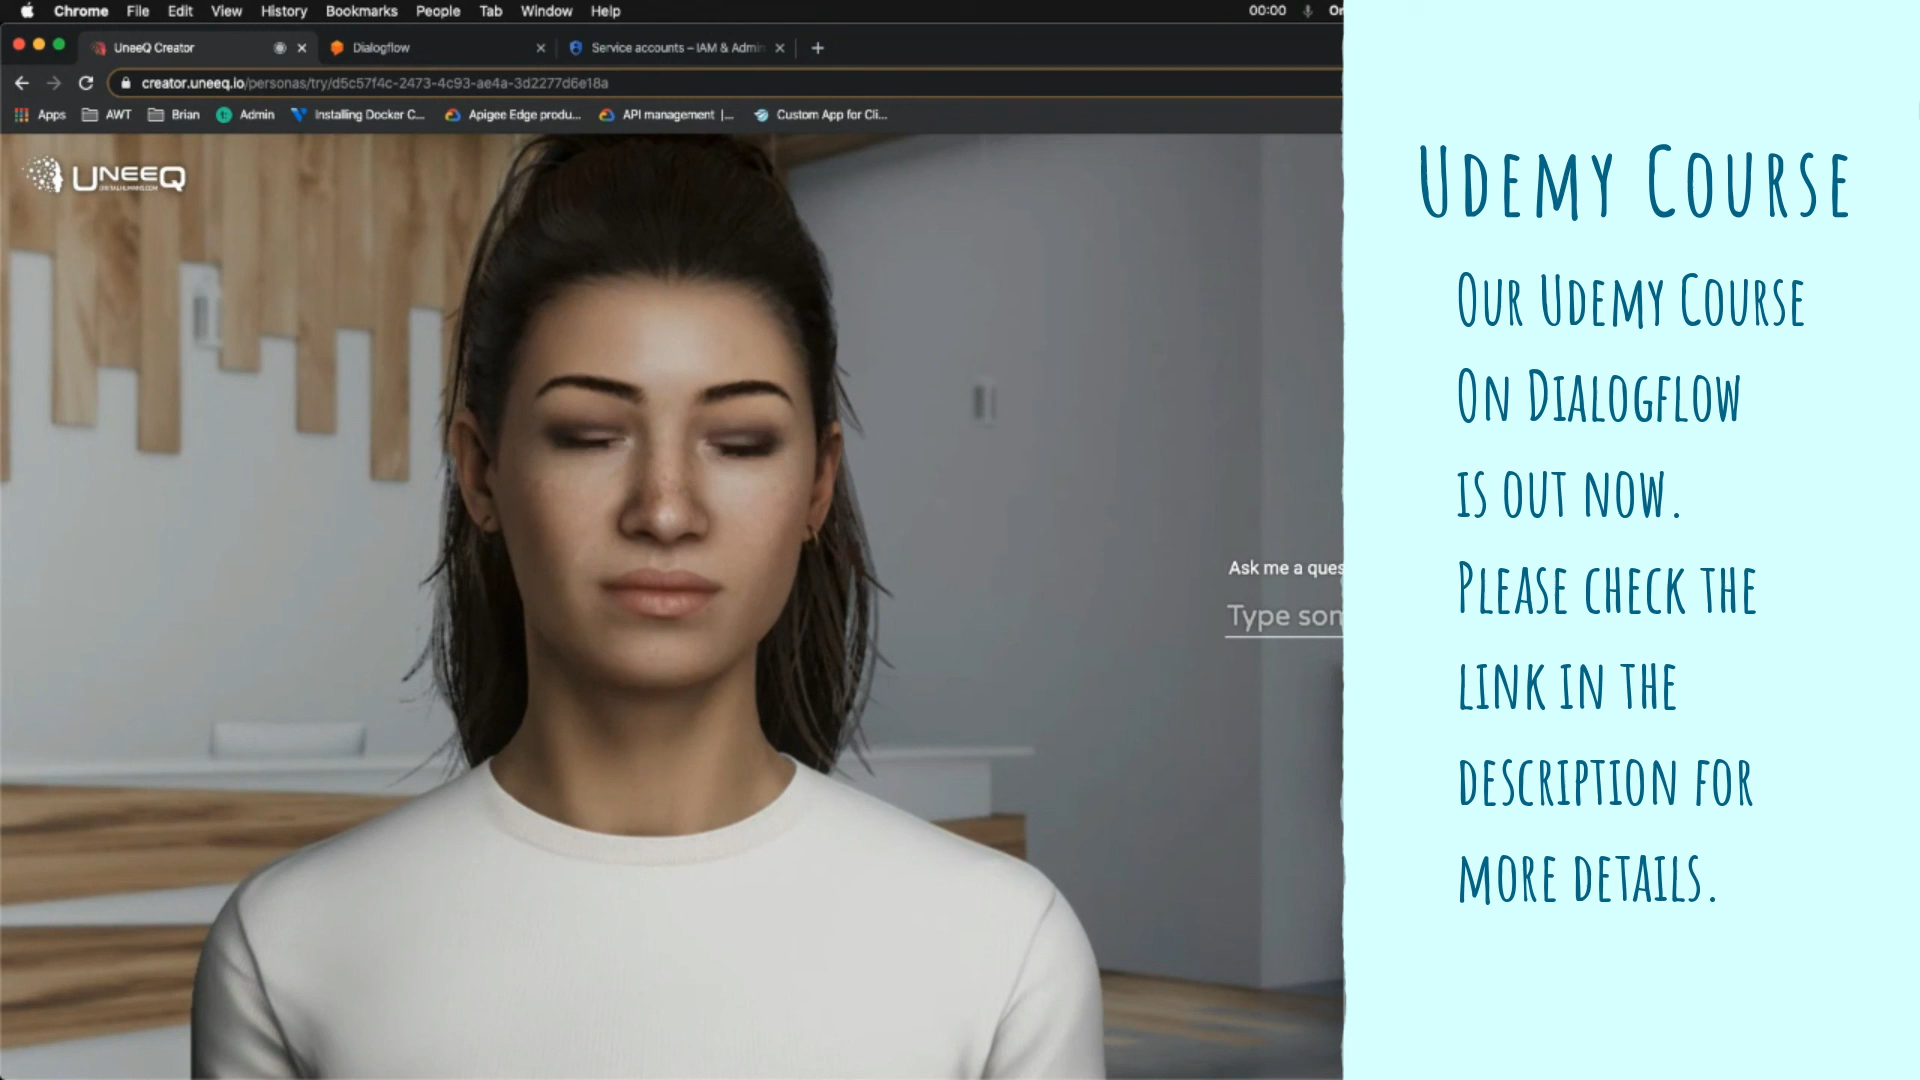 Chrome File Edit View History Bookmarks People Tab Window Help 00:00
UneeQ Creator Dialogflow Service accounts – IAM & Admin
creator.uneeq.io/personas/try/d5c57f4c-2473-4c93-ae4a-3d2277d6e18a
Apps AWT Brian Admin Installing Docker C... Apigee Edge produ... API management |... Custom App for Cli...
UNEEQ
DIGITALHUMANS.COM
Ask me a ques
Type som
UDEMY COURSE
OUR UDEMY COURSE
ON DIALOGFLOW
IS OUT NOW.
PLEASE CHECK THE
LINK IN THE
DESCRIPTION FOR
MORE DETAILS.